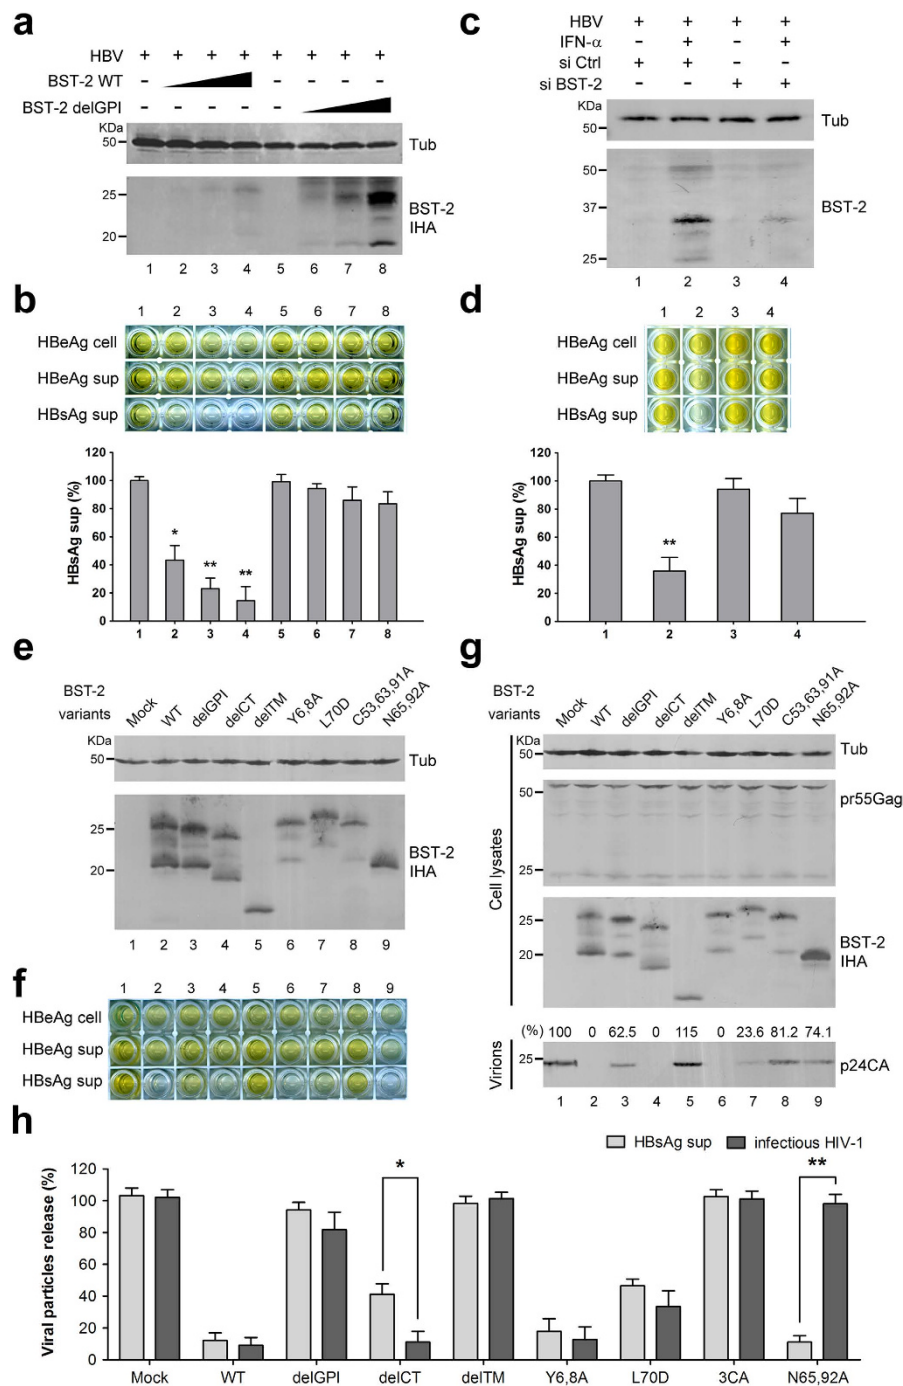 a
HBV + + + + + + + +
BST-2 WT - -
BST-2 delGPI - - - - -
KDa
50
Tub
25
20
BST-2
IHA
1 2 3 4 5 6 7 8
b
1 2 3 4 5 6 7 8
HBeAg cell
HBeAg sup
HBsAg sup
HBsAg sup (%)
120
100
80
60
40
20
0
* ** **
1 2 3 4 5 6 7 8
c
HBV + + + +
IFN-α - + - +
si Ctrl + + - -
si BST-2 - - + +
KDa
50
Tub
50
37
25
BST-2
1 2 3 4
d
1 2 3 4
HBeAg cell
HBeAg sup
HBsAg sup
HBsAg sup (%)
120
100
80
60
40
20
0
**
1 2 3 4
e
BST-2
variants
Mock WT delGPI delCT delTM Y6,8A L70D C53,63,91A N65,92A
KDa
50
Tub
25
20
BST-2
IHA
1 2 3 4 5 6 7 8 9
f
1 2 3 4 5 6 7 8 9
HBeAg cell
HBeAg sup
HBsAg sup
g
BST-2
variants
Mock WT delGPI delCT delTM Y6,8A L70D C53,63,91A N65,92A
Cell lysates
KDa
50
Tub
50
25
pr55Gag
25
20
BST-2
IHA
Virions
(%) 100 0 62.5 0 115 0 23.6 81.2 74.1
25
p24CA
1 2 3 4 5 6 7 8 9
h
HBsAg sup infectious HIV-1
Viral particles release (%)
120
100
80
60
40
20
0
* **
Mock WT delGPI delCT delTM Y6,8A L70D 3CA N65,92A